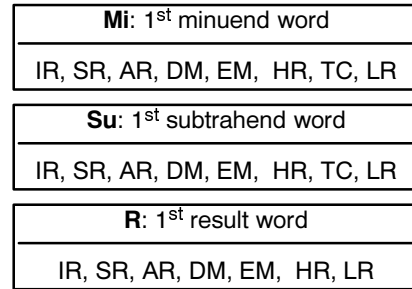 Mi: 1st minuend word
IR, SR, AR, DM, EM, HR, TC, LR
Su: 1st subtrahend word
IR, SR, AR, DM, EM, HR, TC, LR
R: 1st result word
IR, SR, AR, DM, EM, HR, LR